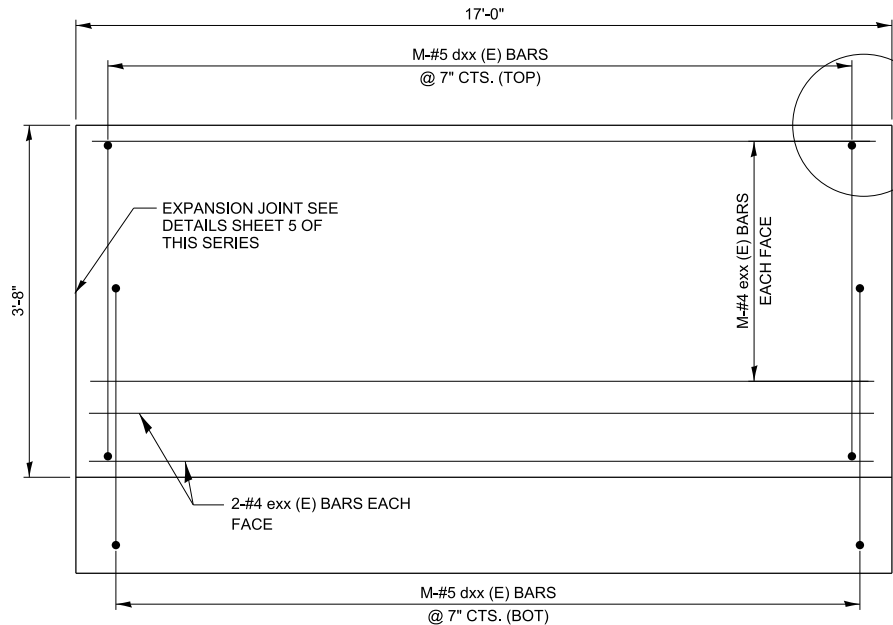 17'-0"
M-#5 dxx (E) BARS
@ 7" CTS. (TOP)
EXPANSION JOINT SEE
DETAILS SHEET 5 OF
THIS SERIES
3'-8"
M-#4 exx (E) BARS
EACH FACE
2-#4 exx (E) BARS EACH
FACE
M-#5 dxx (E) BARS
@ 7" CTS. (BOT)